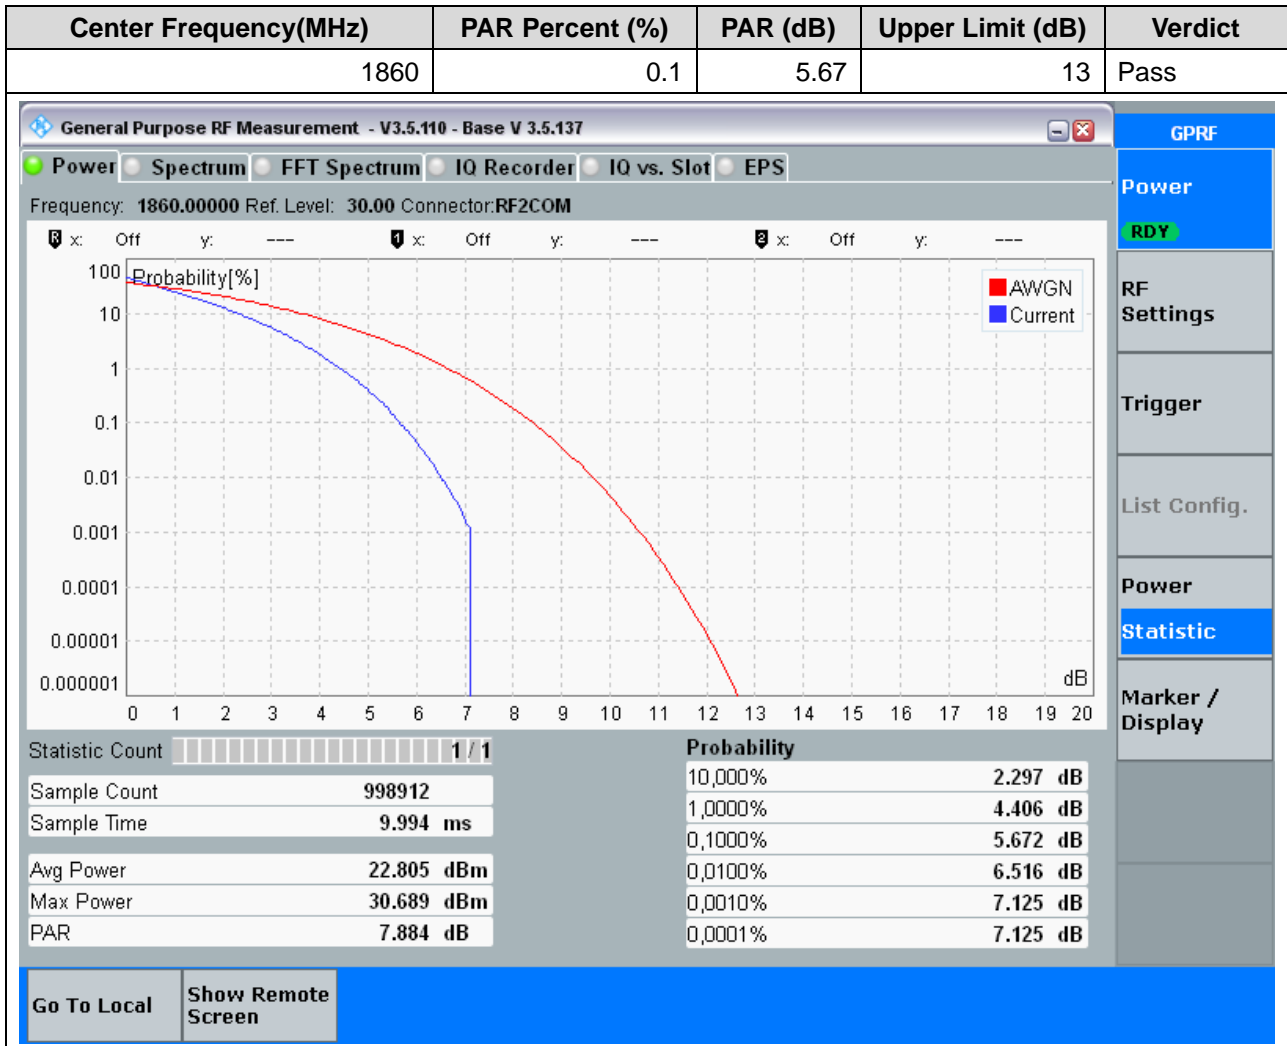 Center Frequency(MHz) PAR Percent (%) PAR (dB) Upper Limit (dB) Verdict
1860 0.1 5.67 13 Pass
General Purpose RF Measurement - V3.5.110 - Base V 3.5.137
GPRF
Power Spectrum FFT Spectrum IQ Recorder IQ vs. Slot EPS
Power
RDY
Frequency: 1860.00000 Ref. Level: 30.00 Connector:RF2COM
R x: Off y: --- 1 x: Off y: --- 2 x: Off y: ---
Probability[%]
AWGN
Current
100
10
1
0.1
0.01
0.001
0.0001
0.00001
0.000001
dB
0 1 2 3 4 5 6 7 8 9 10 11 12 13 14 15 16 17 18 19 20
RF
Settings
Trigger
List Config.
Power
Statistic
Marker /
Display
Statistic Count 1 / 1
Sample Count 998912
Sample Time 9.994 ms
Avg Power 22.805 dBm
Max Power 30.689 dBm
PAR 7.884 dB
Probability
10,000% 2.297 dB
1,0000% 4.406 dB
0,1000% 5.672 dB
0,0100% 6.516 dB
0,0010% 7.125 dB
0,0001% 7.125 dB
Go To Local
Show Remote
Screen